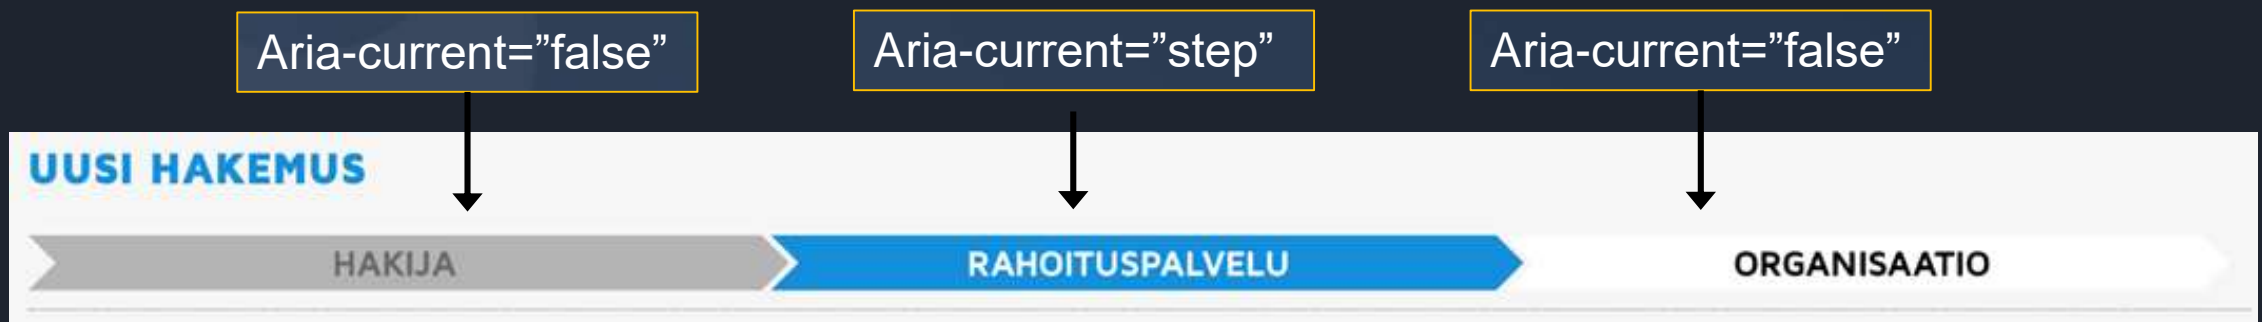 Aria-current=”false”
Aria-current=”step”
Aria-current=”false”
UUSI HAKEMUS
HAKIJA
RAHOITUSPALVELU
ORGANISAATIO